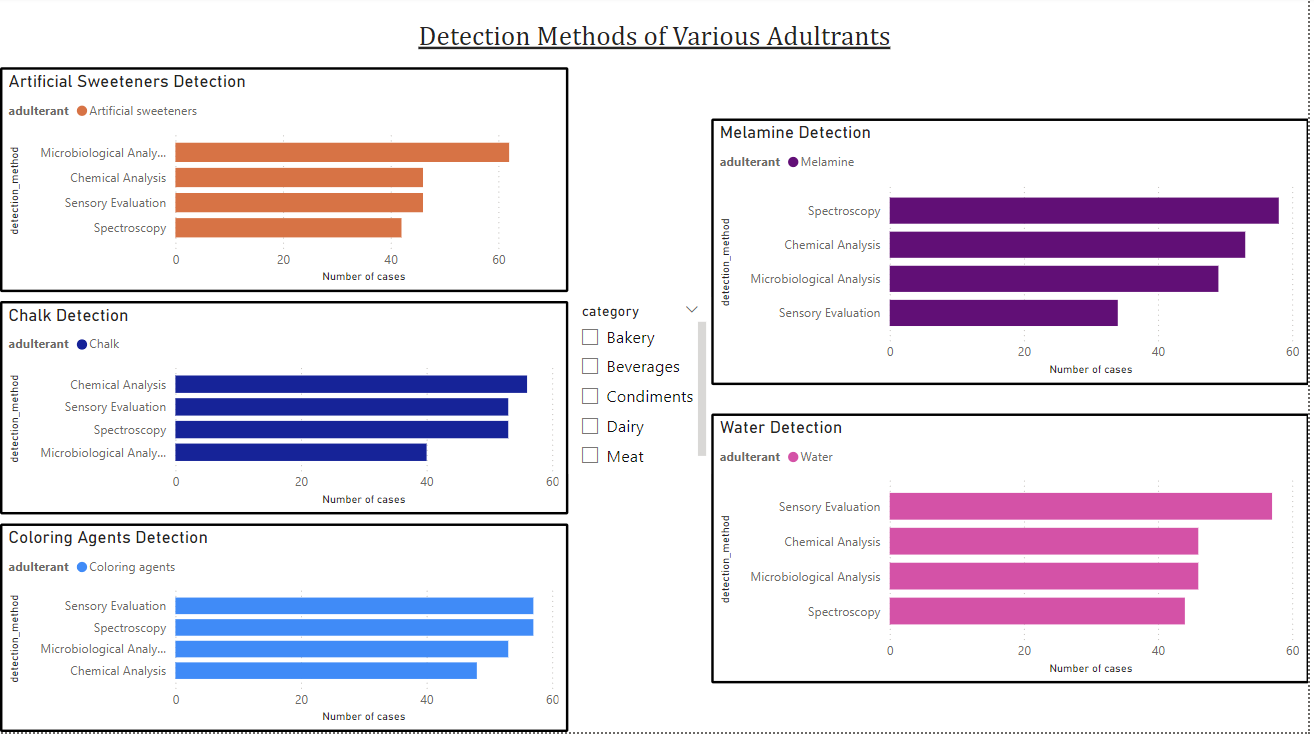 Detection Methods of Various Adultrants
Artificial Sweeteners Detection
adulterant Artificial sweeteners
detection_method
Microbiological Analy...
Chemical Analysis
Sensory Evaluation
Spectroscopy
0 20 40 60
Number of cases
Chalk Detection
adulterant Chalk
detection_method
Chemical Analysis
Sensory Evaluation
Spectroscopy
Microbiological Analy...
0 20 40 60
Number of cases
Coloring Agents Detection
adulterant Coloring agents
detection_method
Sensory Evaluation
Spectroscopy
Microbiological Analy...
Chemical Analysis
0 20 40 60
Number of cases
category
Bakery
Beverages
Condiments
Dairy
Meat
Melamine Detection
adulterant Melamine
detection_method
Spectroscopy
Chemical Analysis
Microbiological Analysis
Sensory Evaluation
0 20 40 60
Number of cases
Water Detection
adulterant Water
detection_method
Sensory Evaluation
Chemical Analysis
Microbiological Analysis
Spectroscopy
0 20 40 60
Number of cases